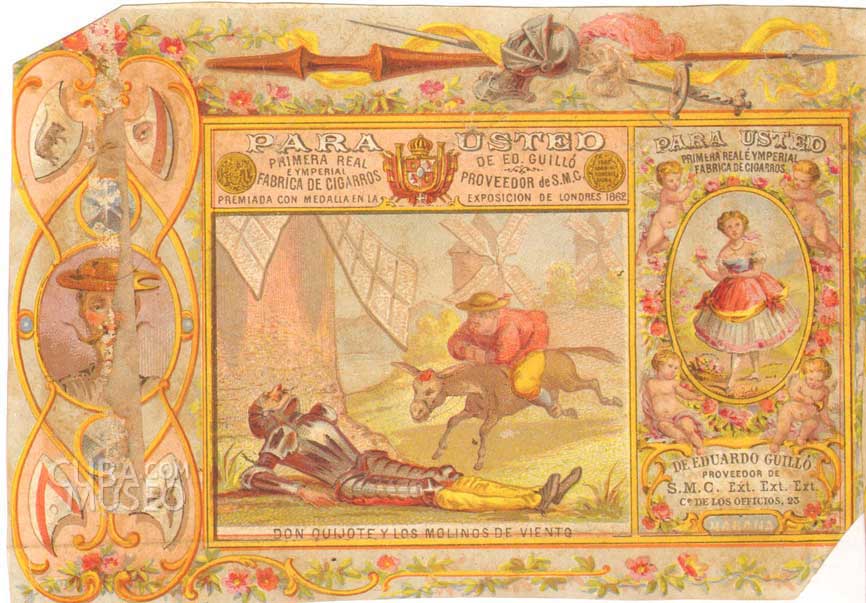 PARA USTED
PRIMERA REAL
É YMPERIAL
FABRICA DE CIGARROS
DE ED. GUILLÓ
PROVEEDOR de S.M.C.
PREMIADA CON MEDALLA EN LA EXPOSICION DE LONDRES 1862
DON QUIJOTE Y LOS MOLINOS DE VIENTO
PARA USTED
PRIMERA REAL É YMPERIAL
FABRICA DE CIGARROS
DE EDUARDO GUILLÓ
PROVEEDOR DE
S.M.C. Ext. Ext. Ext.
Cª DE LOS OFFICIOS, 23
HABANA
CUBA COM
MUSEO